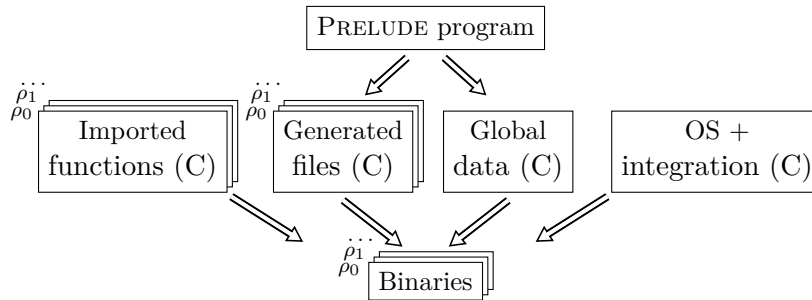 PRELUDE program
...
ρ1
ρ0
Imported
functions (C)
...
ρ1
ρ0
Generated
files (C)
Global
data (C)
OS +
integration (C)
...
ρ1
ρ0
Binaries